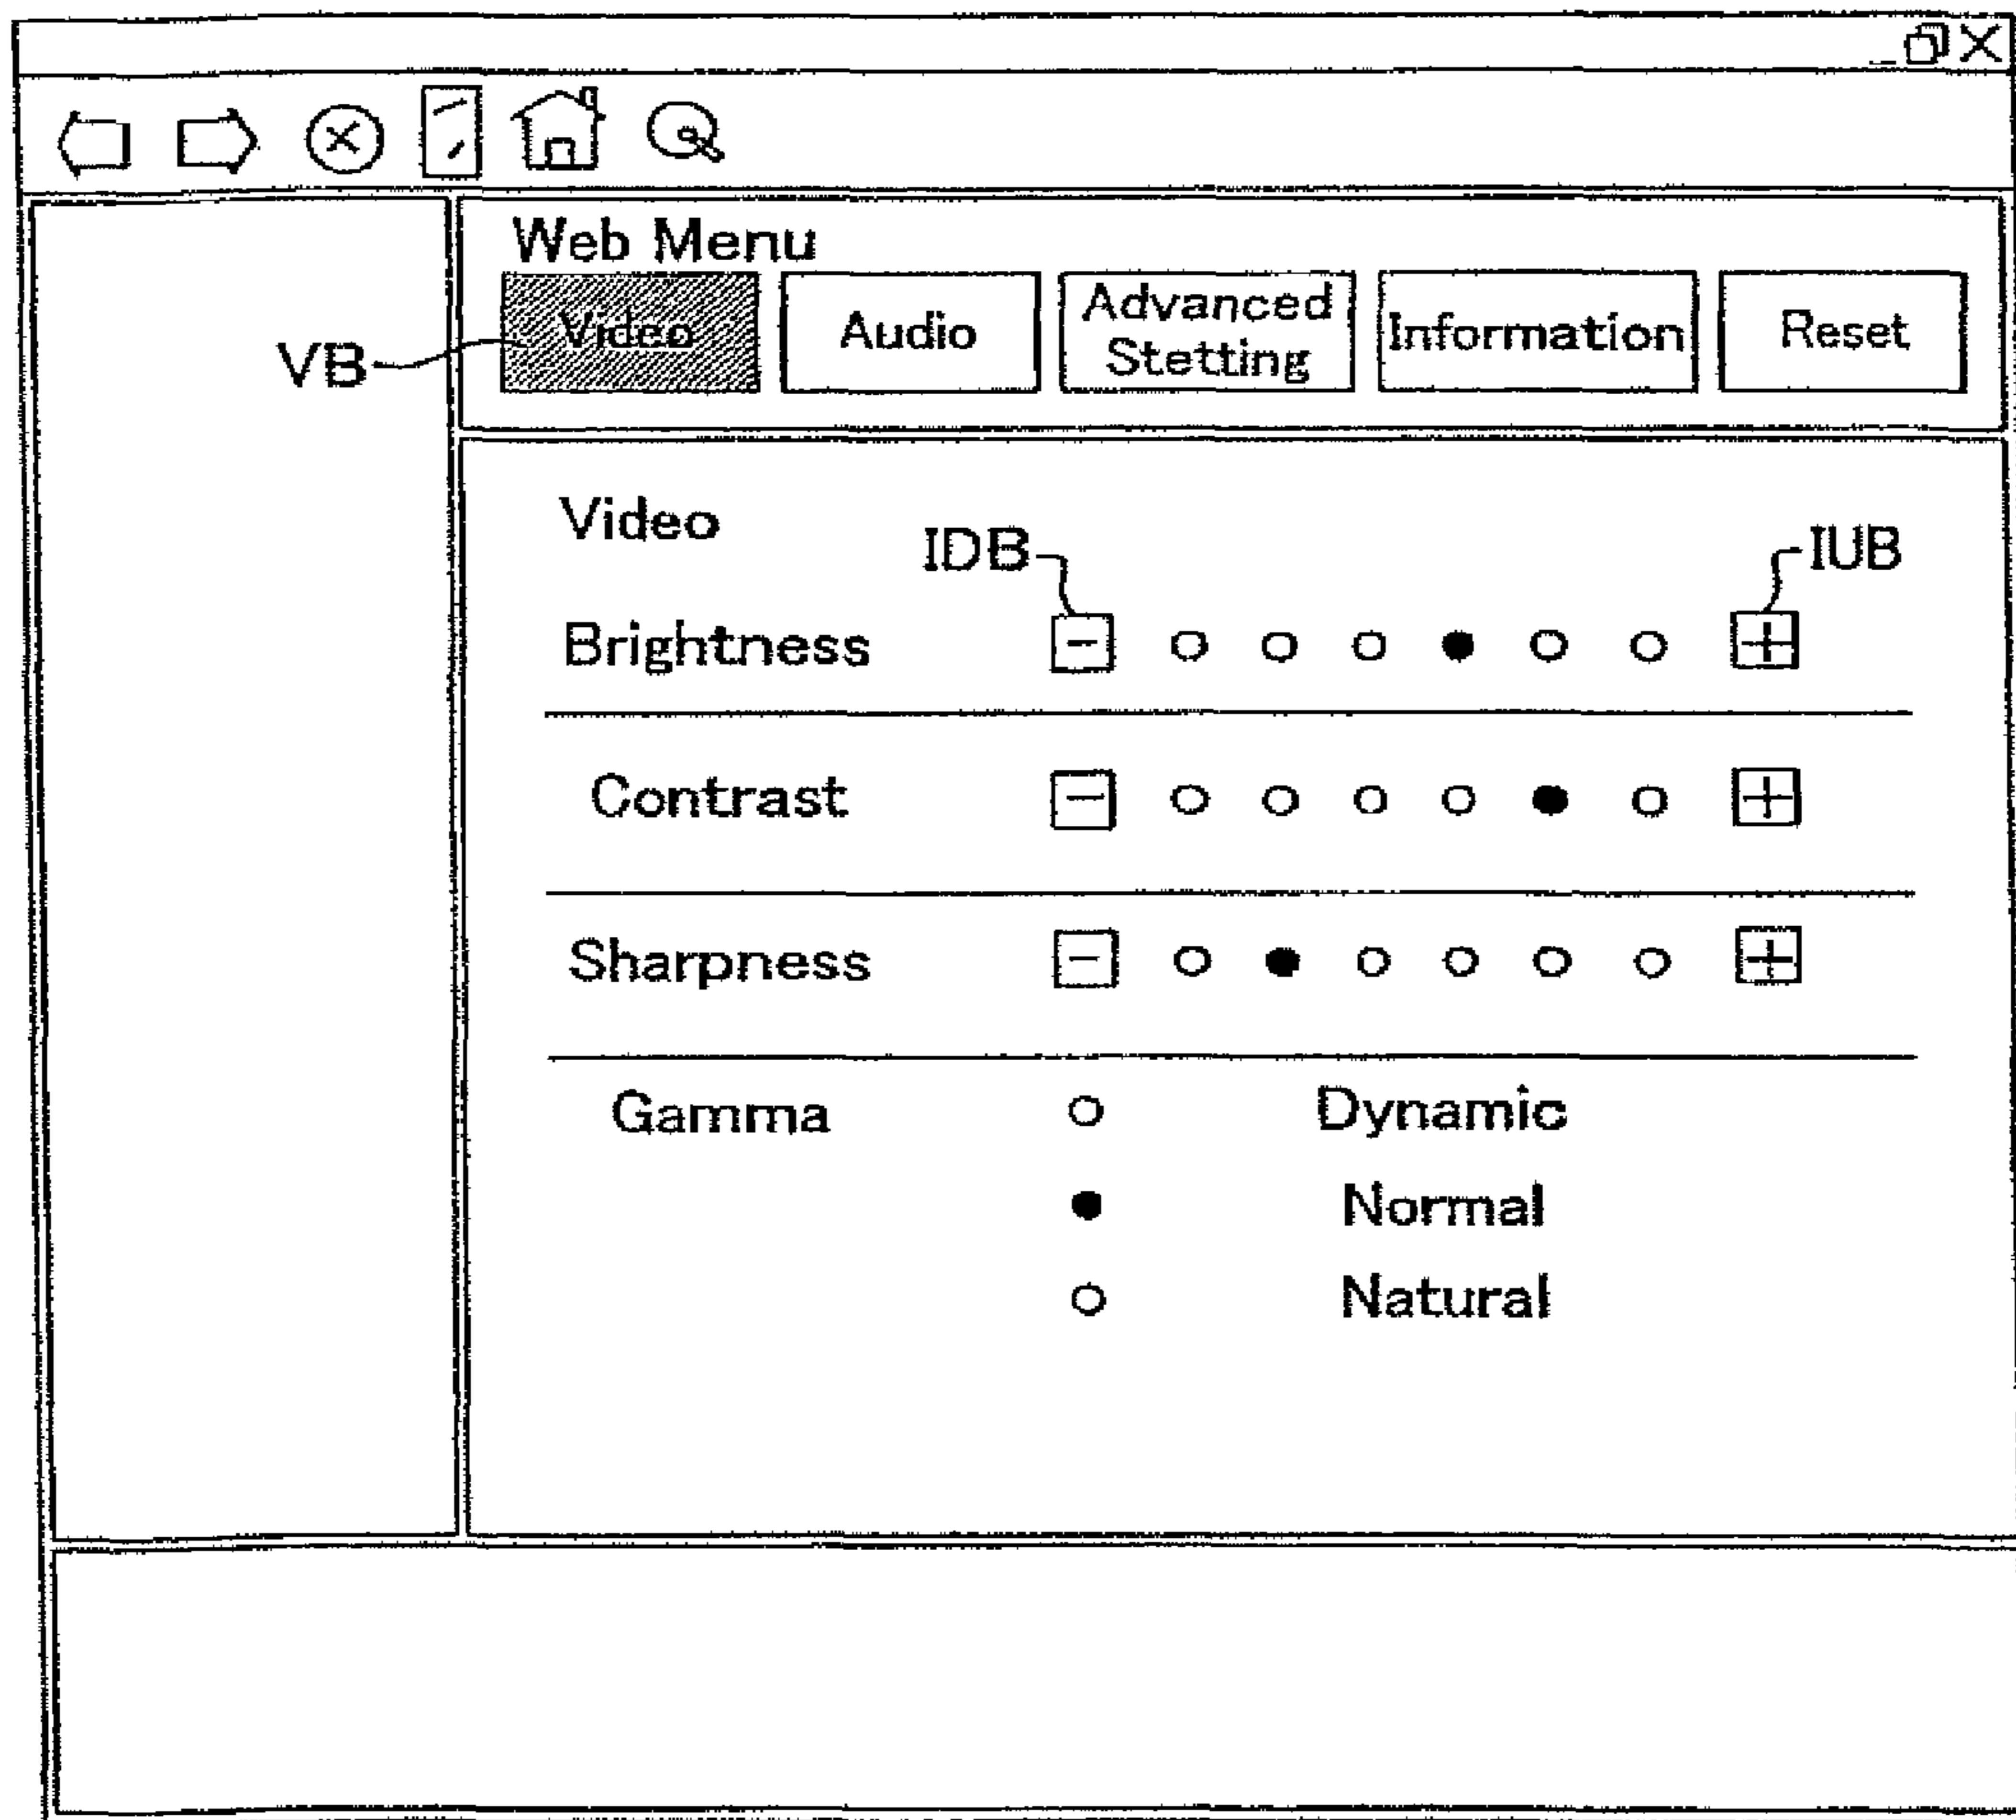 Web Menu
VB Video Audio Advanced Stetting Information Reset
Video
IDB IUB
Brightness - +
Contrast - +
Sharpness - +
Gamma Dynamic
Normal
Natural